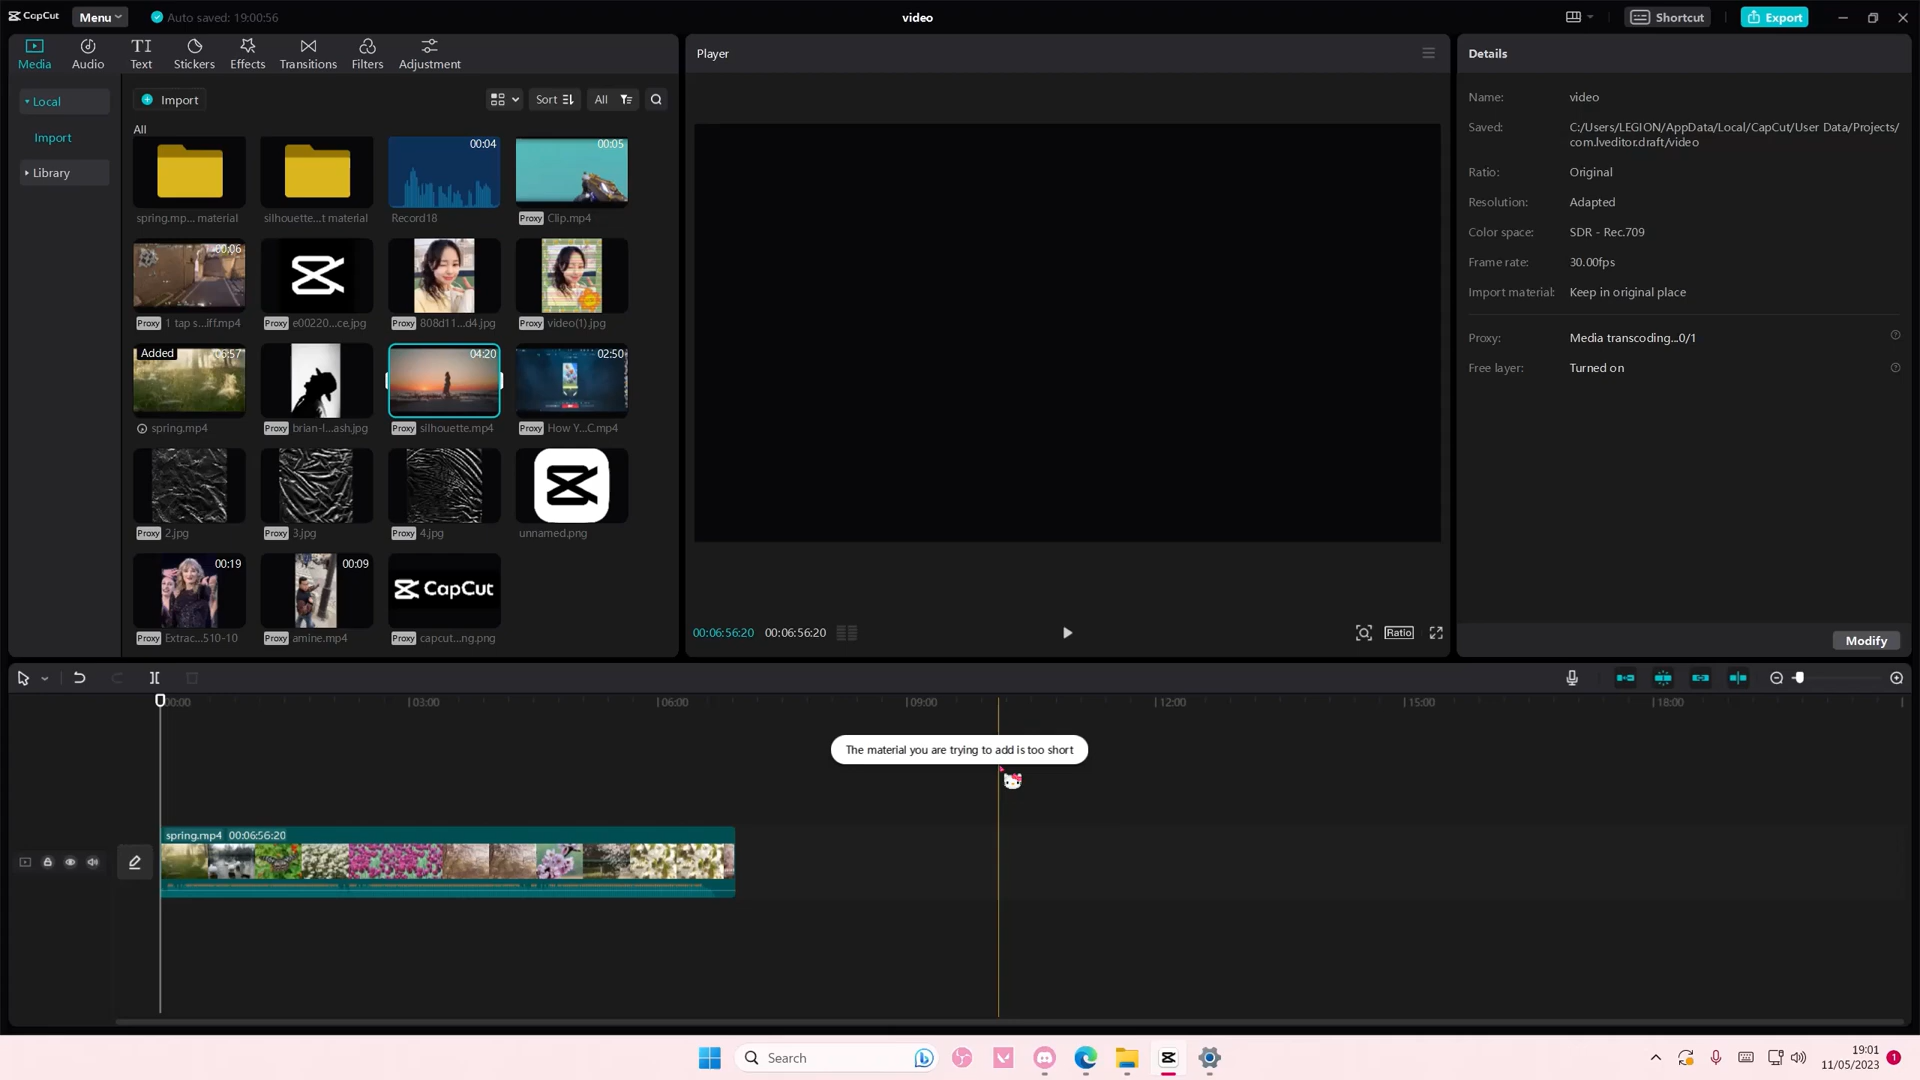 CapCut
Menu
Auto saved: 19:00:56
video
Shortcut
Export
Media
Audio
Text
Stickers
Effects
Transitions
Filters
Adjustment
Local
Import
Library
Import
Sort
All
All
spring.mp... material
silhouette,...t material
00:04
Record18
00:05
Proxy Clip.mp4
00:06
Proxy 1 tap s...iff.mp4
Proxy e00220...ce.jpg
Proxy 808d11...d4.jpg
Proxy video(1).jpg
Added 06:57
spring.mp4
Proxy brian-l...ash.jpg
04:20
Proxy silhouette.mp4
02:50
Proxy How Y...C.mp4
Proxy 2.jpg
Proxy 3.jpg
Proxy 4.jpg
unnamed.png
00:19
Proxy Extrac...510-10
00:09
Proxy amine.mp4
CapCut
Proxy capcut...ng.png
Player
00:06:56:20 00:06:56:20
Ratio
Details
Name: video
Saved: C:/Users/LEGION/AppData/Local/CapCut/User Data/Projects/
com.lveditor.draft/video
Ratio: Original
Resolution: Adapted
Color space: SDR - Rec.709
Frame rate: 30.00fps
Import material: Keep in original place
Proxy: Media transcoding...0/1
Free layer: Turned on
Modify
00:00
03:00
06:00
09:00
12:00
15:00
18:00
The material you are trying to add is too short
spring.mp4 00:06:56:20
Search
19:01
11/05/2023
1